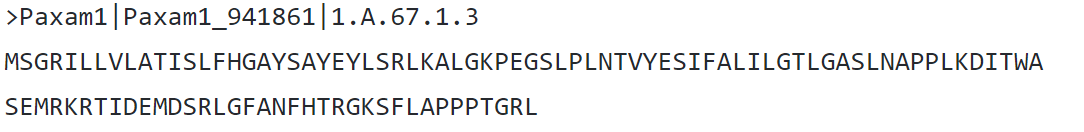 >Paxam1|Paxam1_941861|1.A.67.1.3
MSGRILLVLATISLFHGAYSAYEYLSRLKALGKPEGSLPLNTVYESIFALILGTLGASLNAPPLKDITWA
SEMRKRTIDEMDSRLGFANFHTRGKSFLAPPPTGRL